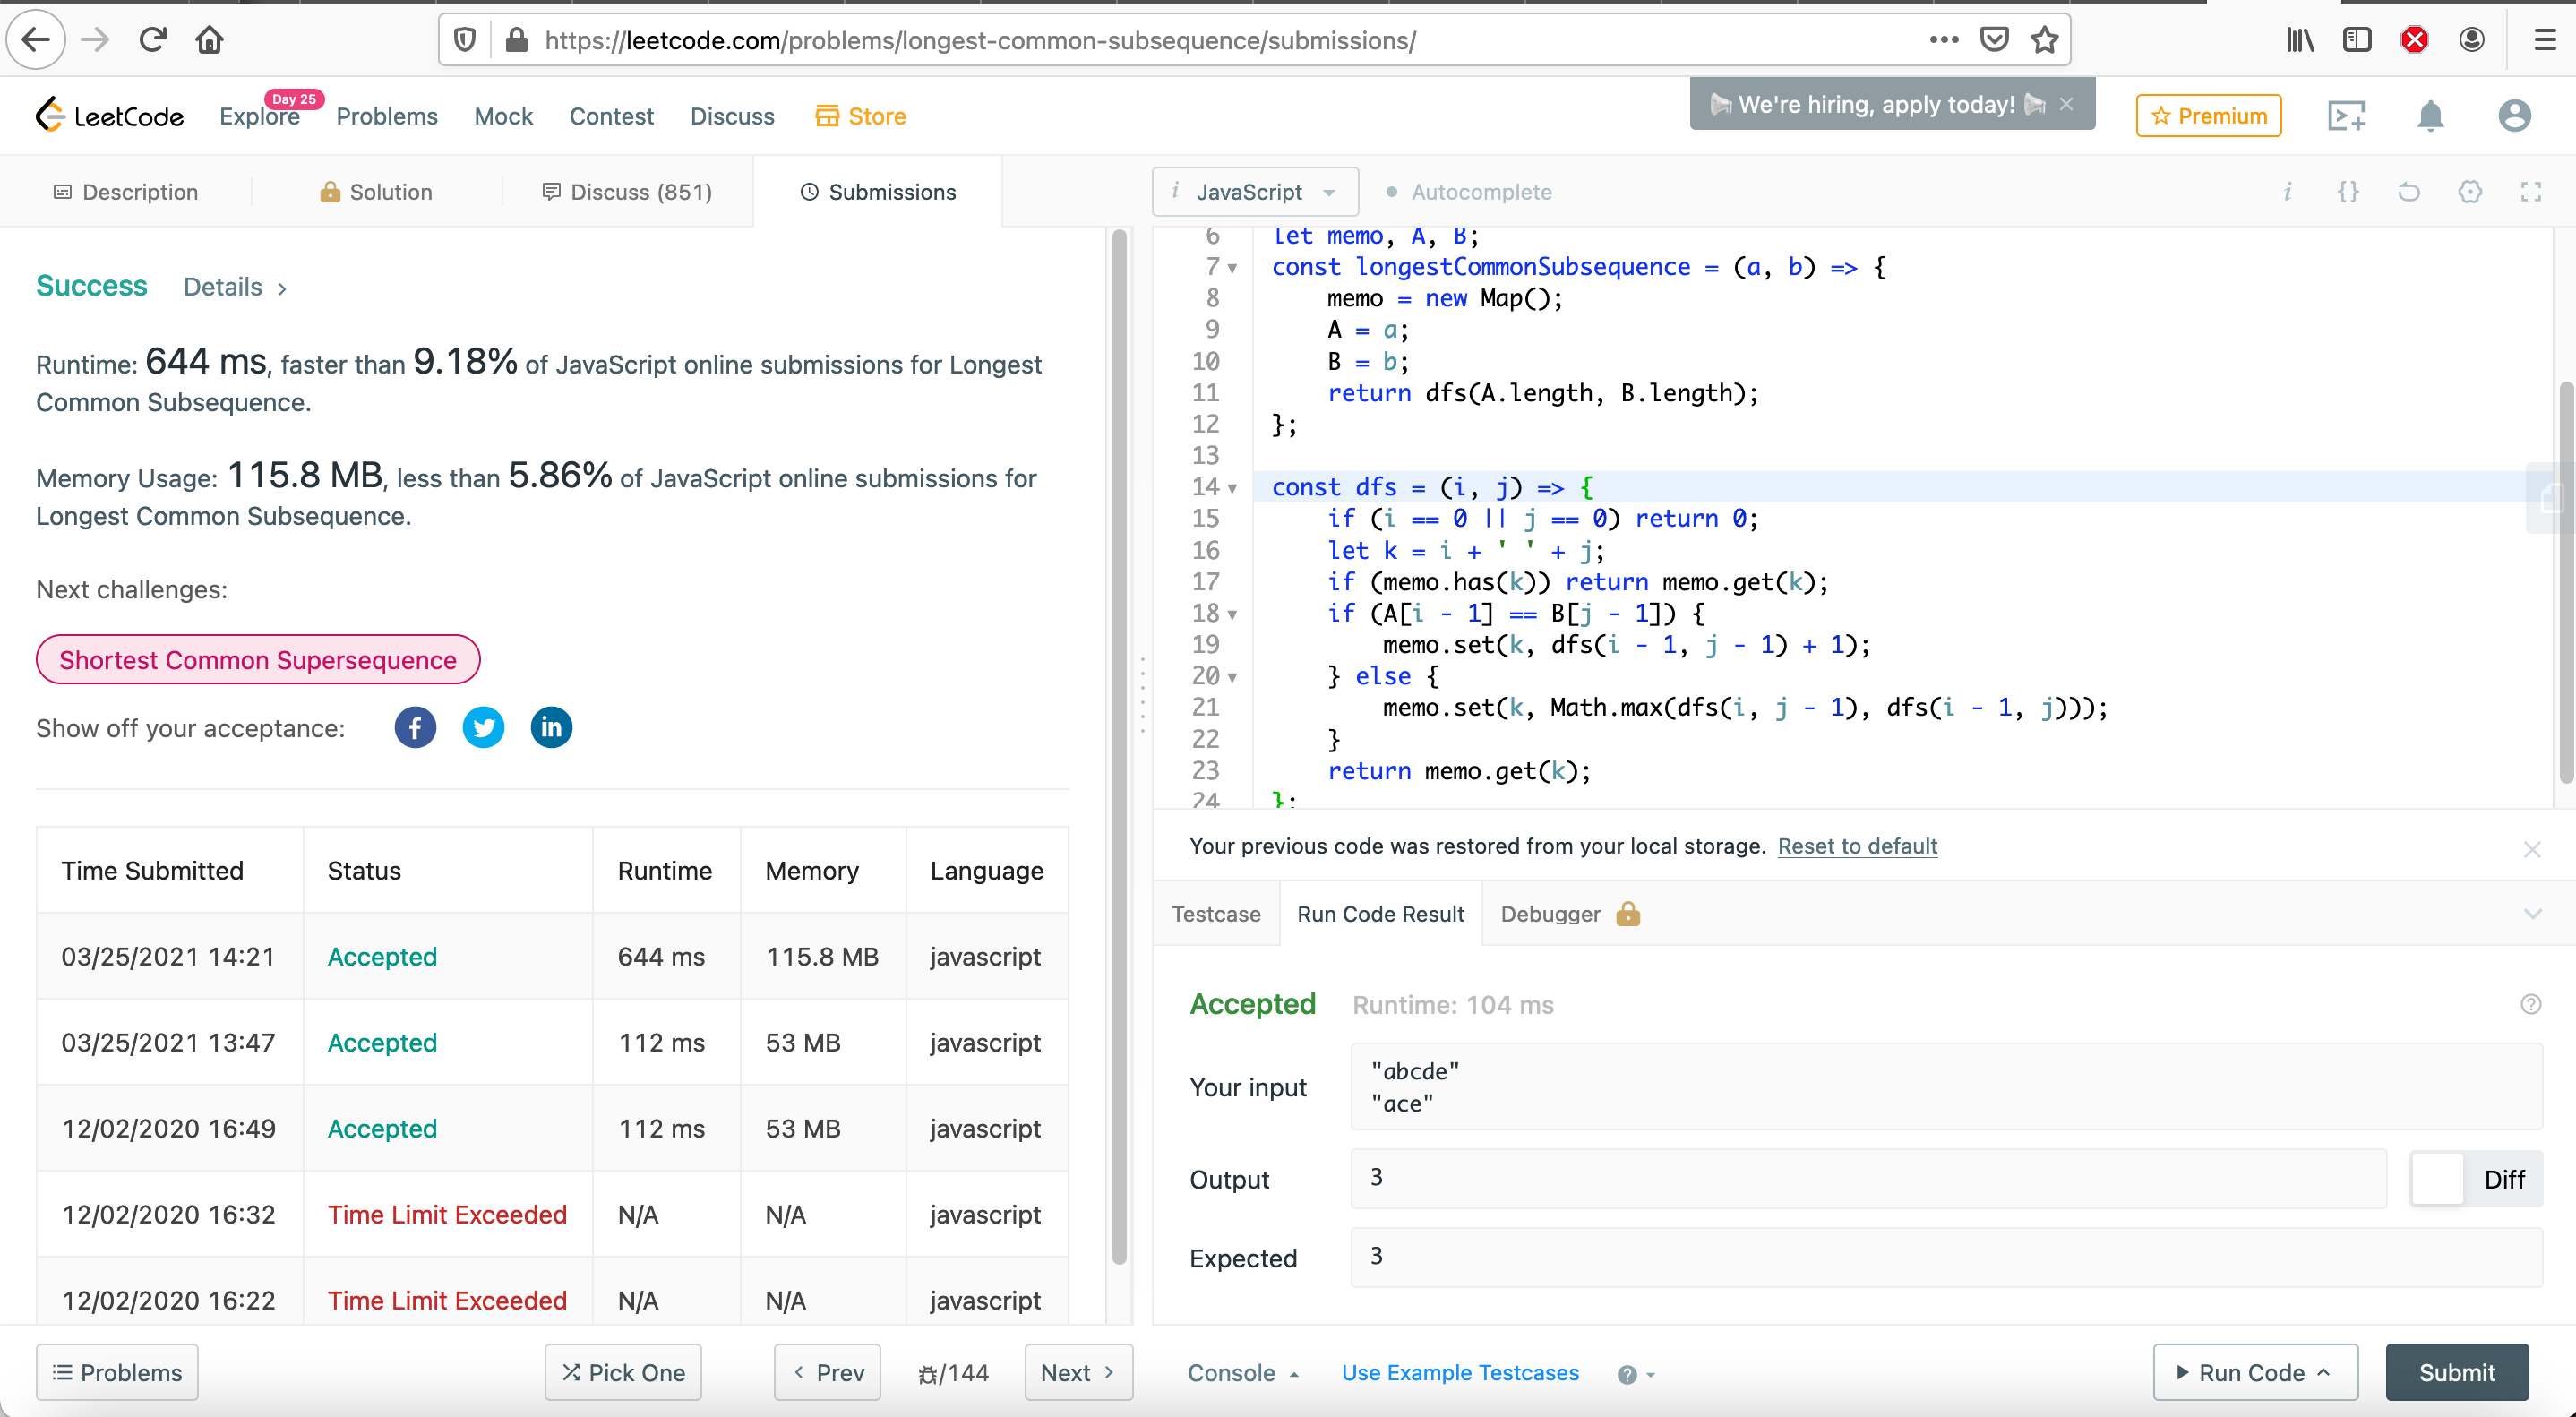 https://leetcode.com/problems/longest-common-subsequence/submissions/
LeetCode
Explore
Day 25
Problems
Mock
Contest
Discuss
Store
We're hiring, apply today!
Premium
Description
Solution
Discuss (851)
Submissions
Success
Details
Runtime: 644 ms, faster than 9.18% of JavaScript online submissions for Longest
Common Subsequence.
Memory Usage: 115.8 MB, less than 5.86% of JavaScript online submissions for
Longest Common Subsequence.
Next challenges:
Shortest Common Supersequence
Show off your acceptance:
Time Submitted Status Runtime Memory Language
03/25/2021 14:21 Accepted 644 ms 115.8 MB javascript
03/25/2021 13:47 Accepted 112 ms 53 MB javascript
12/02/2020 16:49 Accepted 112 ms 53 MB javascript
12/02/2020 16:32 Time Limit Exceeded N/A N/A javascript
12/02/2020 16:22 Time Limit Exceeded N/A N/A javascript
Problems
Pick One
Prev
/144
Next
i JavaScript
Autocomplete
6 let memo, A, B;
7 const longestCommonSubsequence = (a, b) => {
8 memo = new Map();
9 A = a;
10 B = b;
11 return dfs(A.length, B.length);
12 };
13
14 const dfs = (i, j) => {
15 if (i == 0 || j == 0) return 0;
16 let k = i + ' ' + j;
17 if (memo.has(k)) return memo.get(k);
18 if (A[i - 1] == B[j - 1]) {
19 memo.set(k, dfs(i - 1, j - 1) + 1);
20 } else {
21 memo.set(k, Math.max(dfs(i, j - 1), dfs(i - 1, j)));
22 }
23 return memo.get(k);
24 };
Your previous code was restored from your local storage. Reset to default
Testcase
Run Code Result
Debugger
Accepted
Runtime: 104 ms
Your input
"abcde"
"ace"
Output
3
Diff
Expected
3
Console
Use Example Testcases
Run Code
Submit